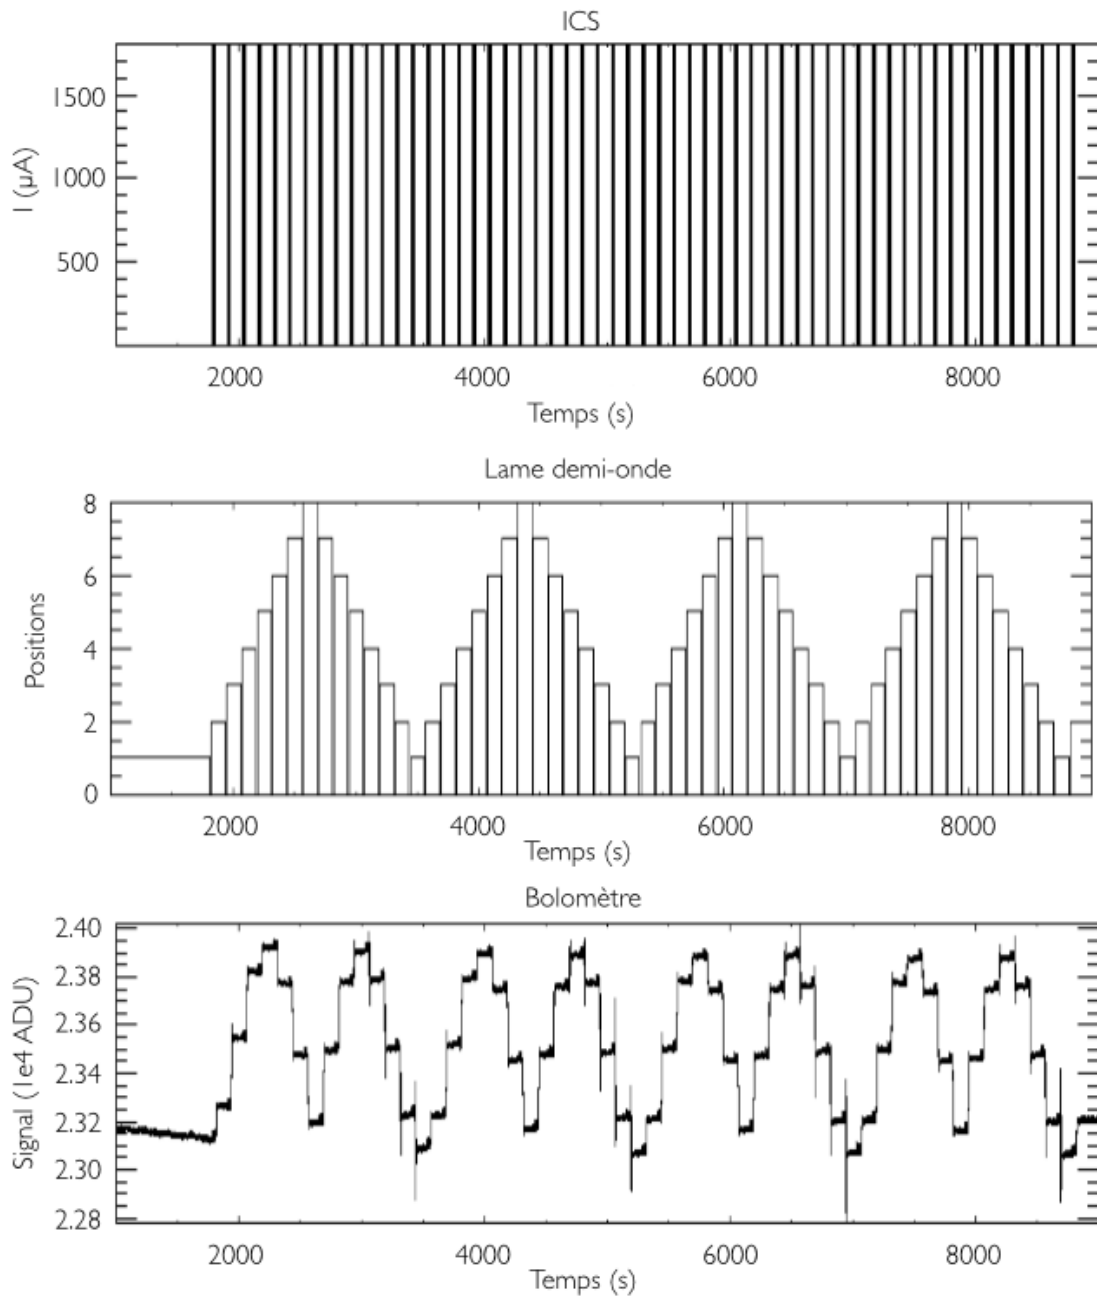 ICS
1500
1000
500
I (µA)
2000 4000 6000 8000
Temps (s)
Lame demi-onde
8
6
4
2
0
Positions
2000 4000 6000 8000
Temps (s)
Bolomètre
2.40
2.38
2.36
2.34
2.32
2.30
2.28
Signal (1e4 ADU)
2000 4000 6000 8000
Temps (s)